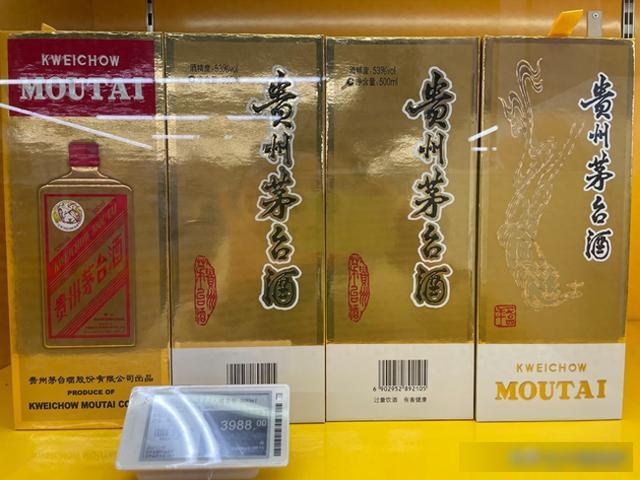 KWEICHOW
MOUTAI
贵州茅台酒
贵州茅台酒股份有限公司出品
PRODUCE OF
KWEICHOW MOUTAI CO
酒精度: 53%vol
贵州茅台酒
酒精度: 53%vol
净含量: 500ml
贵州茅台酒
6 902952 892105
过量饮酒 有害健康
贵州茅台酒
KWEICHOW
MOUTAI
3988.00